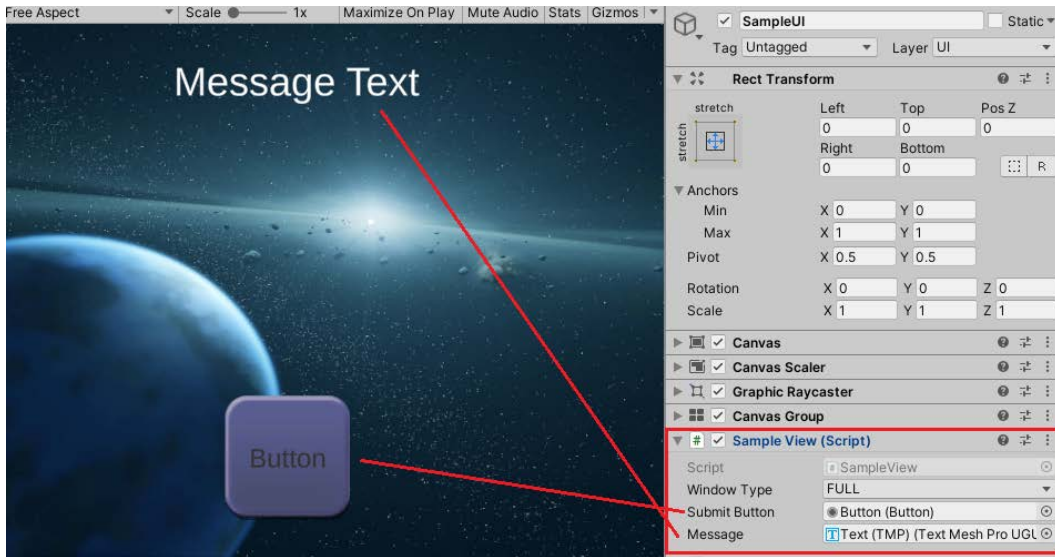 Free Aspect Scale 1x Maximize On Play Mute Audio Stats Gizmos
Message Text
Button
SampleUI Static
Tag Untagged Layer UI
Rect Transform
stretch Left Top Pos Z
stretch 0 0 0
Right Bottom
0 0 R
Anchors
Min X 0 Y 0
Max X 1 Y 1
Pivot X 0.5 Y 0.5
Rotation X 0 Y 0 Z 0
Scale X 1 Y 1 Z 1
Canvas
Canvas Scaler
Graphic Raycaster
Canvas Group
# Sample View (Script)
Script # SampleView
Window Type FULL
Submit Button Button (Button)
Message T Text (TMP) (Text Mesh Pro UGL